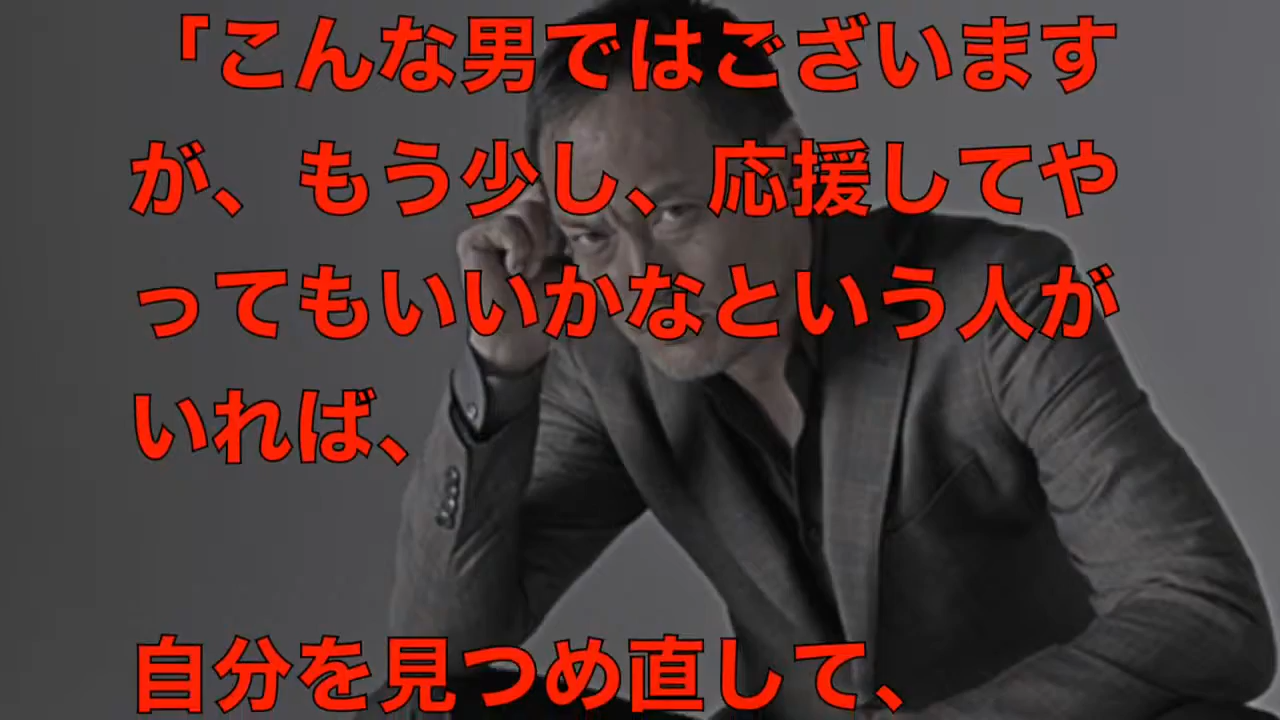 「こんな男ではございます
が、もう少し、応援してや
ってもいいかなという人が
いれば、
自分を見つめ直して、